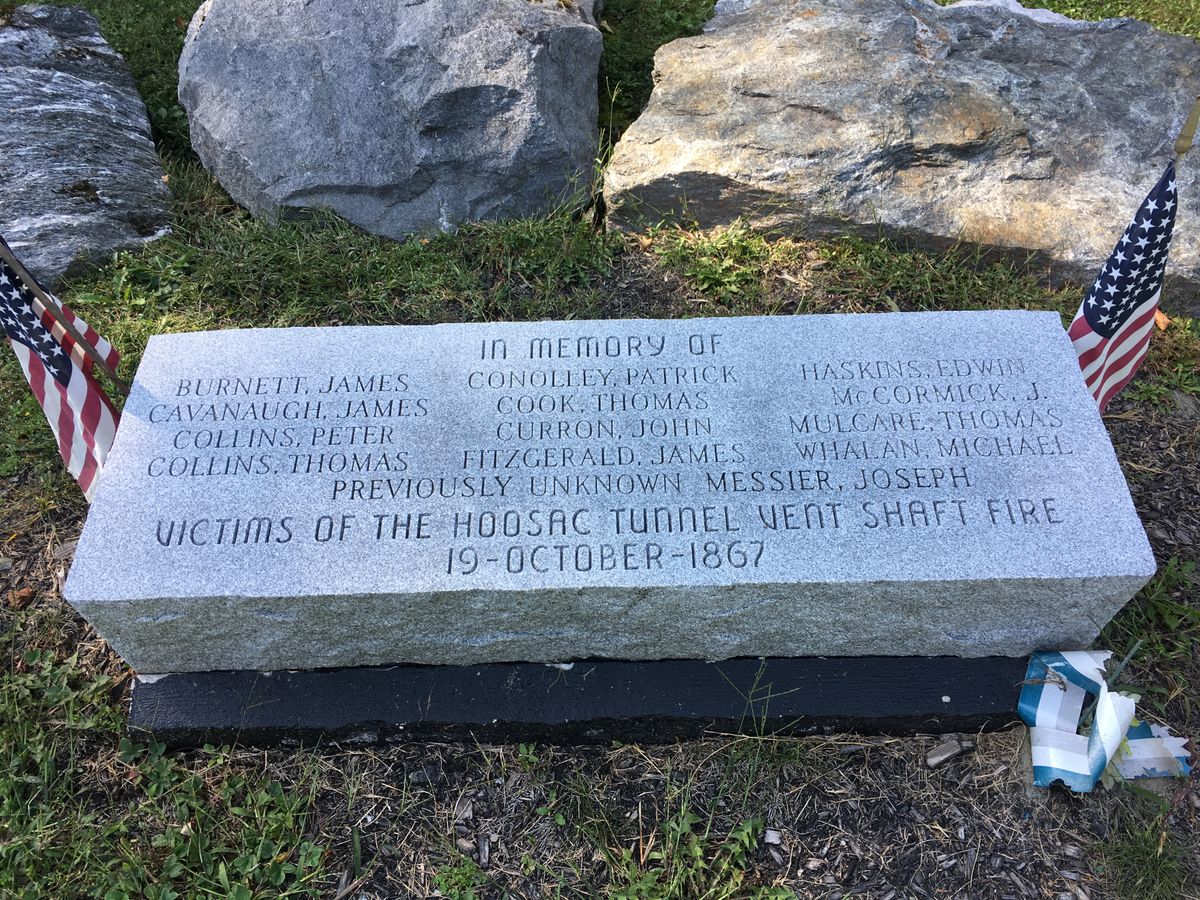 IN MEMORY OF
BURNETT, JAMES CONOLLEY, PATRICK HASKINS, EDWIN
CAVANAUGH, JAMES COOK, THOMAS McCORMICK, J.
COLLINS, PETER CURRON, JOHN MULCARE, THOMAS
COLLINS, THOMAS FITZGERALD, JAMES WHALAN, MICHAEL
PREVIOUSLY UNKNOWN MESSIER, JOSEPH
VICTIMS OF THE HOOSAC TUNNEL VENT SHAFT FIRE
19-OCTOBER-1867